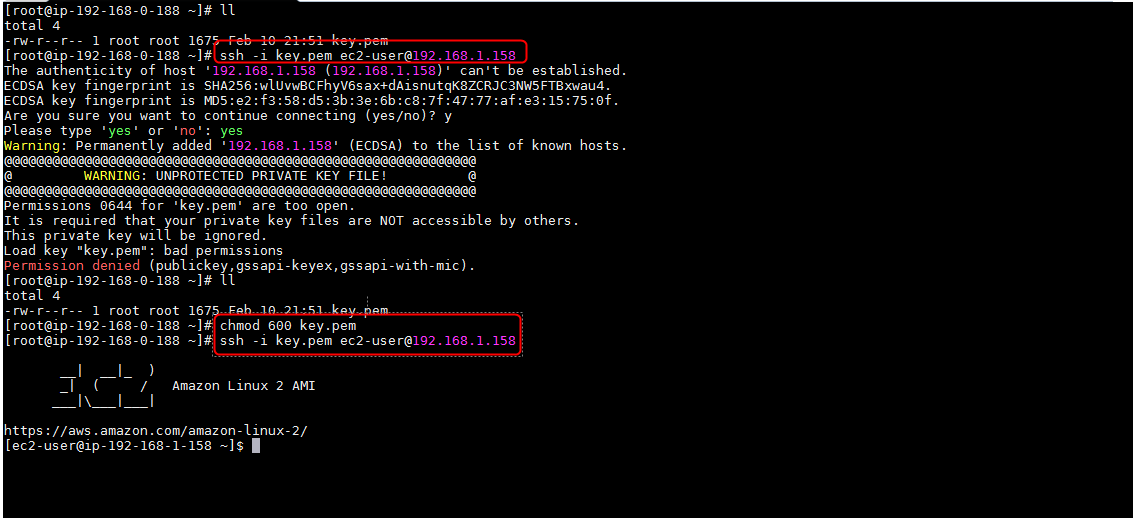 [root@ip-192-168-0-188 ~]# ll
total 4
-rw-r--r-- 1 root root 1675 Feb 10 21:51 key.pem
[root@ip-192-168-0-188 ~]# ssh -i key.pem ec2-user@192.168.1.158
The authenticity of host '192.168.1.158 (192.168.1.158)' can't be established.
ECDSA key fingerprint is SHA256:wlUvwBCFhyV6sax+dAisnutqK8ZCRJC3NW5FTBxwau4.
ECDSA key fingerprint is MD5:e2:f3:58:d5:3b:3e:6b:c8:7f:47:77:af:e3:15:75:0f.
Are you sure you want to continue connecting (yes/no)? y
Please type 'yes' or 'no': yes
Warning: Permanently added '192.168.1.158' (ECDSA) to the list of known hosts.
@@@@@@@@@@@@@@@@@@@@@@@@@@@@@@@@@@@@@@@@@@@@@@@@@@@@@@@@@@@
@         WARNING: UNPROTECTED PRIVATE KEY FILE!          @
@@@@@@@@@@@@@@@@@@@@@@@@@@@@@@@@@@@@@@@@@@@@@@@@@@@@@@@@@@@
Permissions 0644 for 'key.pem' are too open.
It is required that your private key files are NOT accessible by others.
This private key will be ignored.
Load key "key.pem": bad permissions
Permission denied (publickey,gssapi-keyex,gssapi-with-mic).
[root@ip-192-168-0-188 ~]# ll
total 4
-rw-r--r-- 1 root root 1675 Feb 10 21:51 key.pem
[root@ip-192-168-0-188 ~]# chmod 600 key.pem
[root@ip-192-168-0-188 ~]# ssh -i key.pem ec2-user@192.168.1.158
       __|  __|_  )
       _|  (     /   Amazon Linux 2 AMI
      ___|\___|___|
https://aws.amazon.com/amazon-linux-2/
[ec2-user@ip-192-168-1-158 ~]$